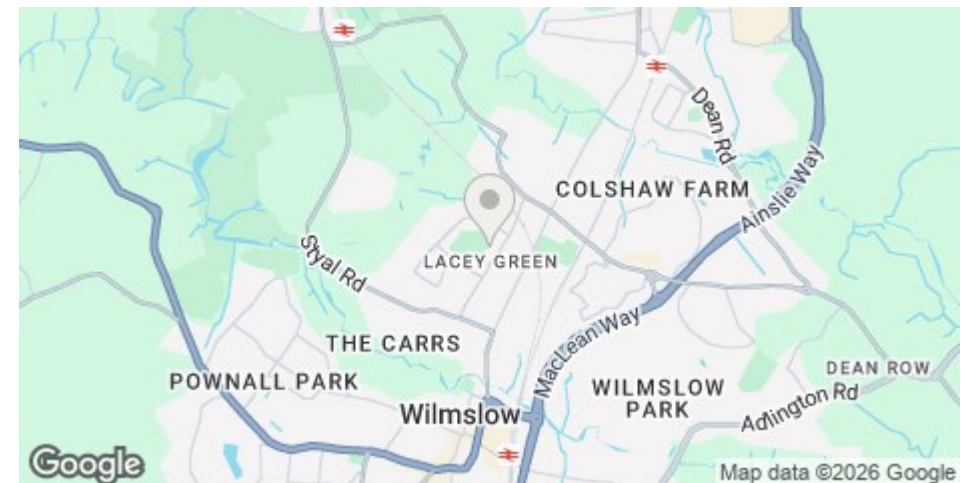 Dean Rd
COLSHAW FARM
Ainslie Way
LACEY GREEN
Styal Rd
THE CARRS
MacLean Way
DEAN ROW
POWNALL PARK
WILMSLOW
PARK
Adlington Rd
Wilmslow
Google
Map data ©2026 Google